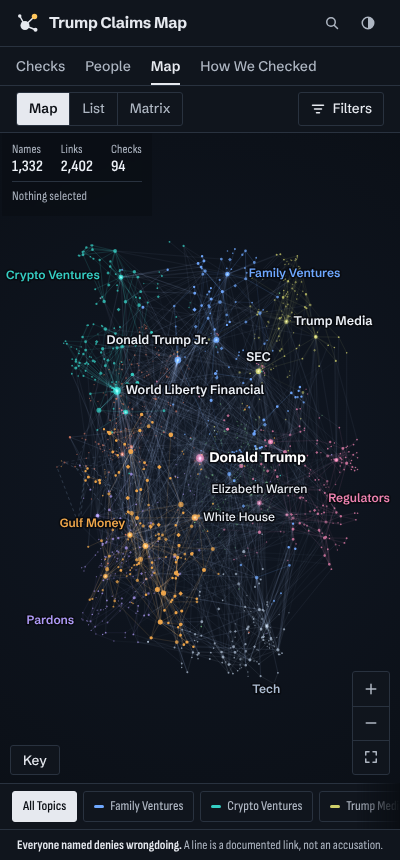 Trump Claims Map
Checks People Map How We Checked
Map List Matrix Filters
Names Links Checks
1,332 2,402 94
Nothing selected
Crypto Ventures
Family Ventures
Trump Media
Donald Trump Jr.
SEC
World Liberty Financial
Donald Trump
Elizabeth Warren
Regulators
White House
Gulf Money
Pardons
Tech
Key
All Topics Family Ventures Crypto Ventures Trump Med
Everyone named denies wrongdoing. A line is a documented link, not an accusation.